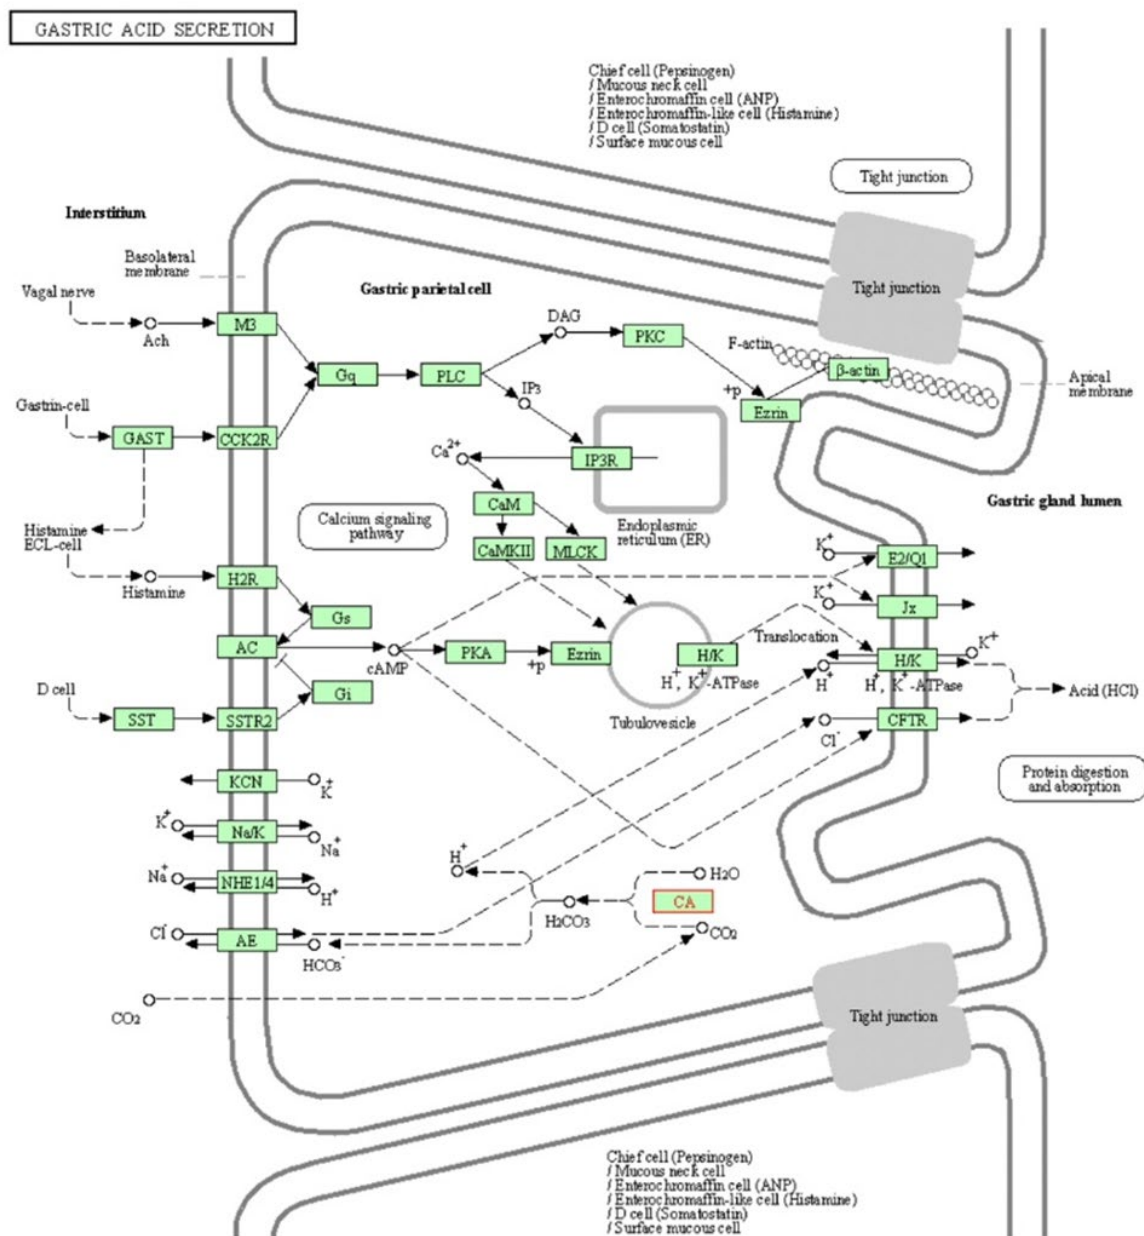 GASTRIC ACID SECRETION
Chief cell (Pepsinogen)
/ Mucous neck cell
/ Enterochromaffin cell (ANP)
/ Enterochromaffin-like cell (Histamine)
/ D cell (Somatostatin)
/ Surface mucous cell
Tight junction
Interstitium
Basolateral
membrane
Gastric parietal cell
Tight junction
Vagal nerve
Ach
M3
DAG
PKC
F-actin
β-actin
Apical
membrane
Gq
PLC
IP3
+p
Ezrin
Gastrin-cell
GAST
CCK2R
Ca2+
IP3R
Gastric gland lumen
CaM
Calcium signaling
pathway
Endoplasmic
reticulum (ER)
Histamine
ECL-cell
CaMKII
MLCK
K+
E2/Q1
Histamine
H2R
K+
Jx
Gs
AC
cAMP
PKA
+p
Ezrin
H/K
H+, K+-ATPase
Translocation
H+
H/K
K+
H+, K+-ATPase
Acid (HCl)
D cell
SST
SSTR2
Gi
Tubulovesicle
Cl-
CFTR
KCN
K+
Protein digestion
and absorption
K+
Na/K
Na+
Na+
NHE1/4
H+
H+
H2O
H2CO3
CA
CO2
Cl-
AE
HCO3-
CO2
Tight junction
Chief cell (Pepsinogen)
/ Mucous neck cell
/ Enterochromaffin cell (ANP)
/ Enterochromaffin-like cell (Histamine)
/ D cell (Somatostatin)
/ Surface mucous cell